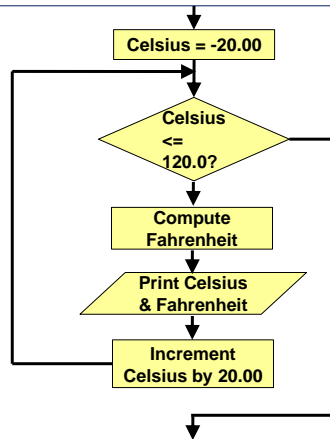 Celsius = -20.00
Celsius
<=
120.0?
Compute
Fahrenheit
Print Celsius
& Fahrenheit
Increment
Celsius by 20.00